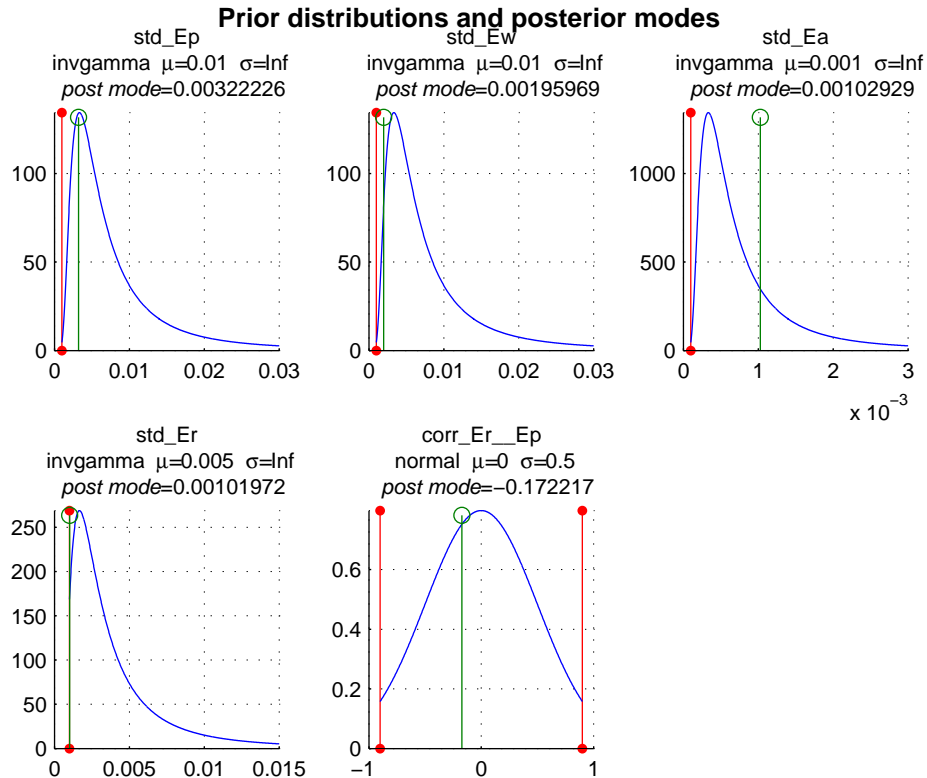 Prior distributions and posterior modes
std_Ep
invgamma μ=0.01 σ=Inf
post mode=0.00322226
100
50
0
0 0.01 0.02 0.03
std_Ew
invgamma μ=0.01 σ=Inf
post mode=0.00195969
100
50
0
0 0.01 0.02 0.03
std_Ea
invgamma μ=0.001 σ=Inf
post mode=0.00102929
1000
500
0
0 1 2 3
x 10−3
std_Er
invgamma μ=0.005 σ=Inf
post mode=0.00101972
250
200
150
100
50
0
0 0.005 0.01 0.015
corr_Er__Ep
normal μ=0 σ=0.5
post mode=−0.172217
0.6
0.4
0.2
0
−1 0 1